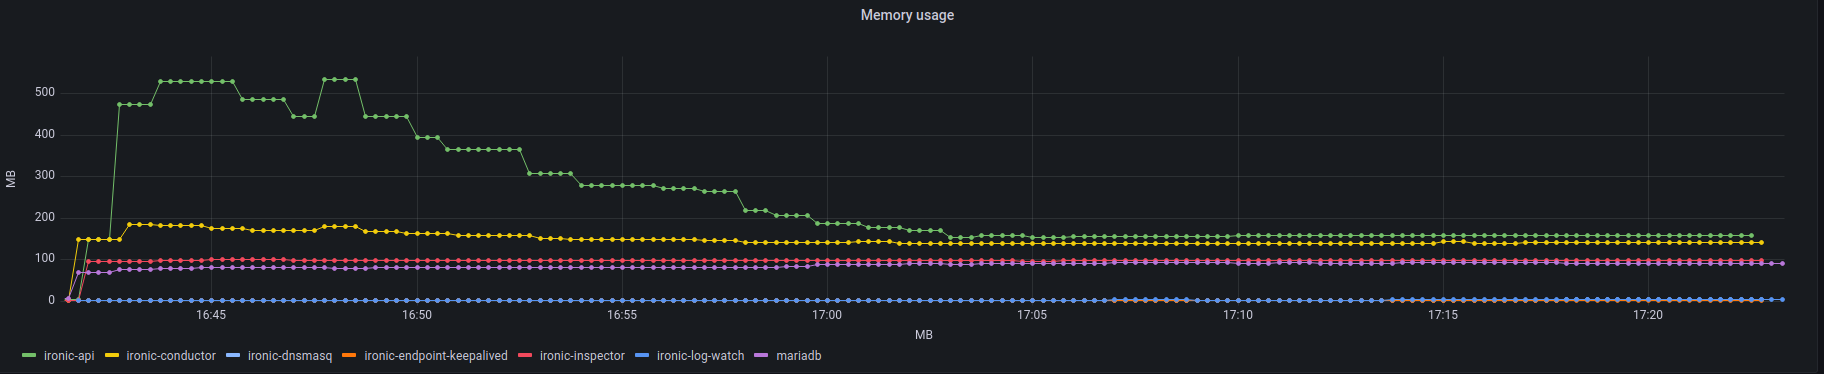 Memory usage
500
400
300
200
100
0
MB
16:45 16:50 16:55 17:00 17:05 17:10 17:15 17:20
MB
ironic-api ironic-conductor ironic-dnsmasq ironic-endpoint-keepalived ironic-inspector ironic-log-watch mariadb